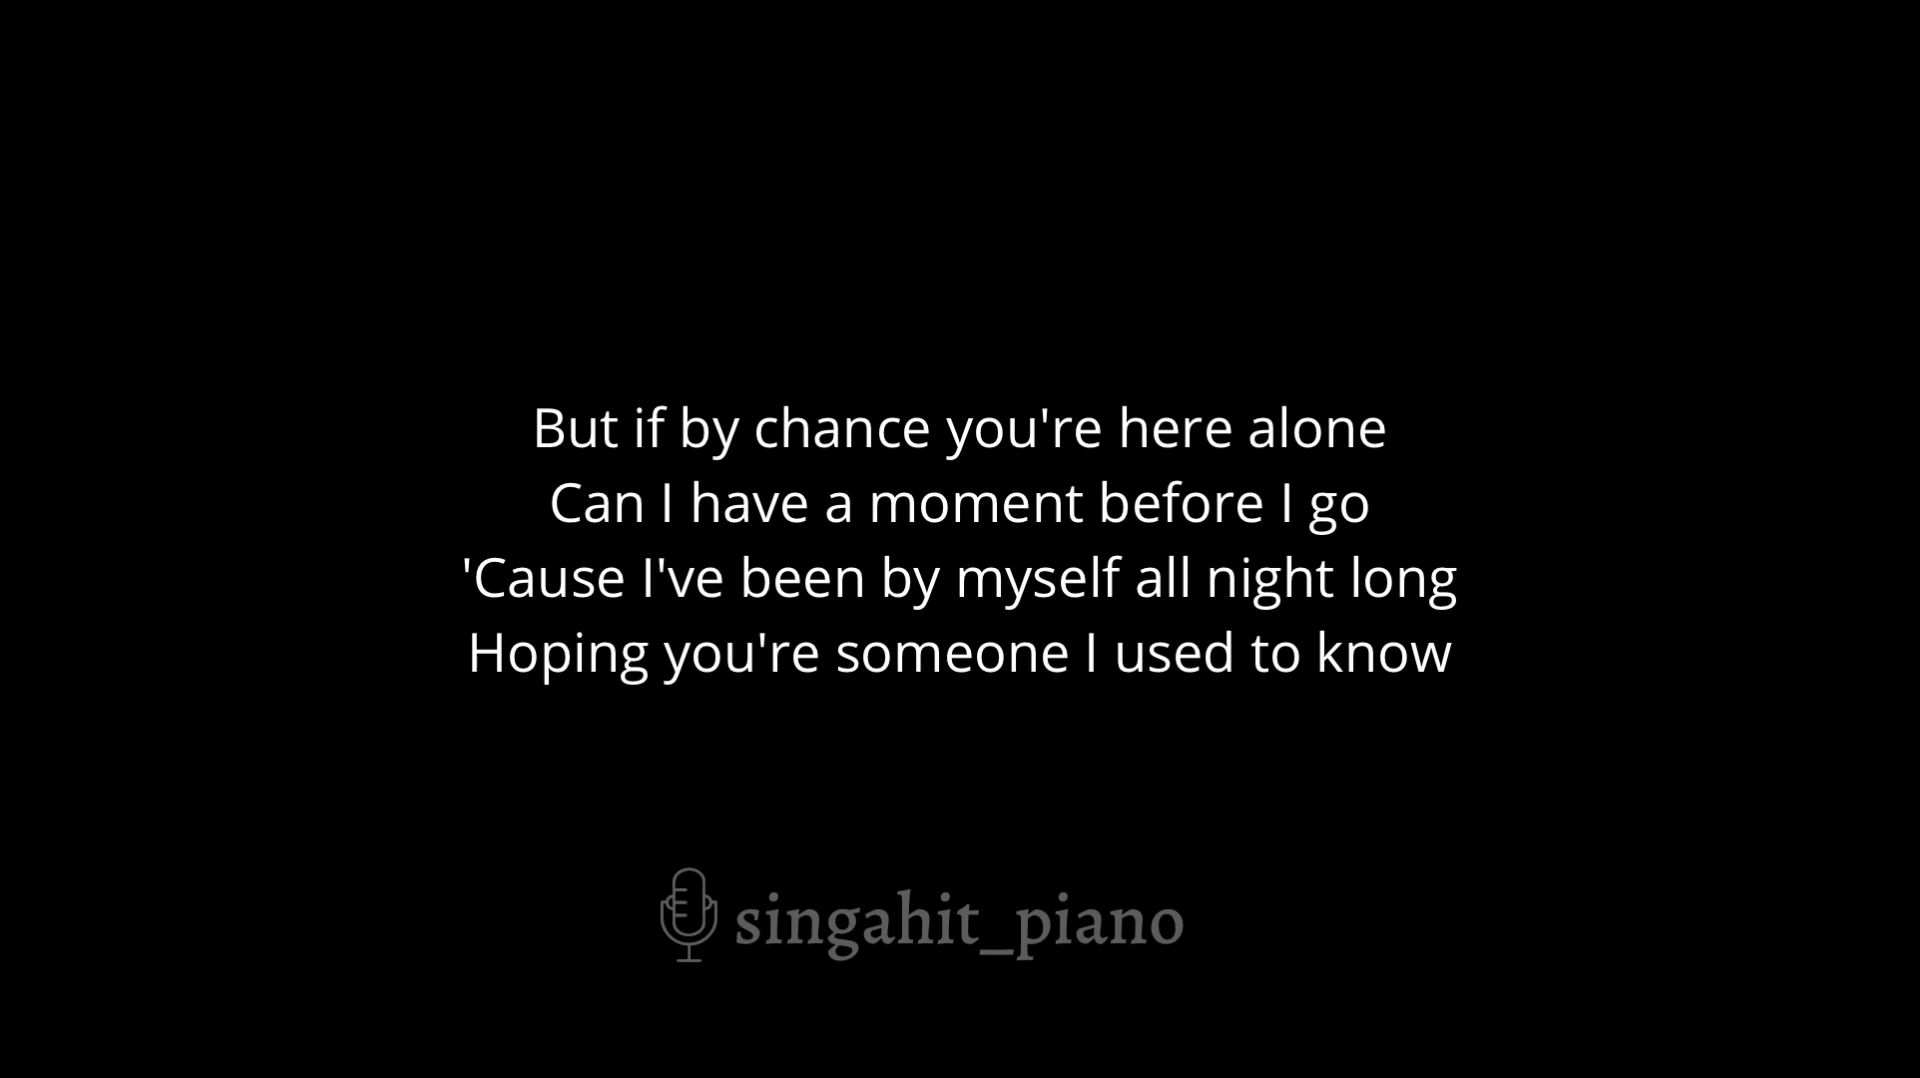 But if by chance you're here alone
Can I have a moment before I go
'Cause I've been by myself all night long
Hoping you're someone I used to know
singahit_piano